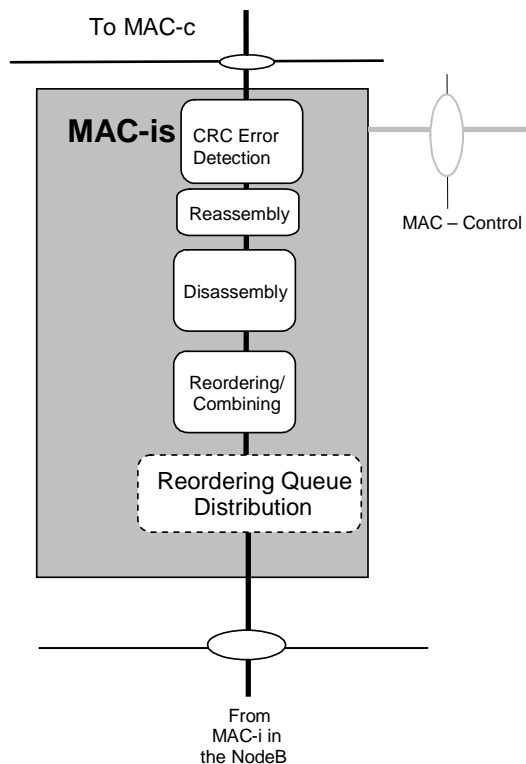 To MAC-c
MAC-is
CRC Error
Detection
Reassembly
MAC – Control
Disassembly
Reordering/
Combining
Reordering Queue
Distribution
From
MAC-i in
the NodeB